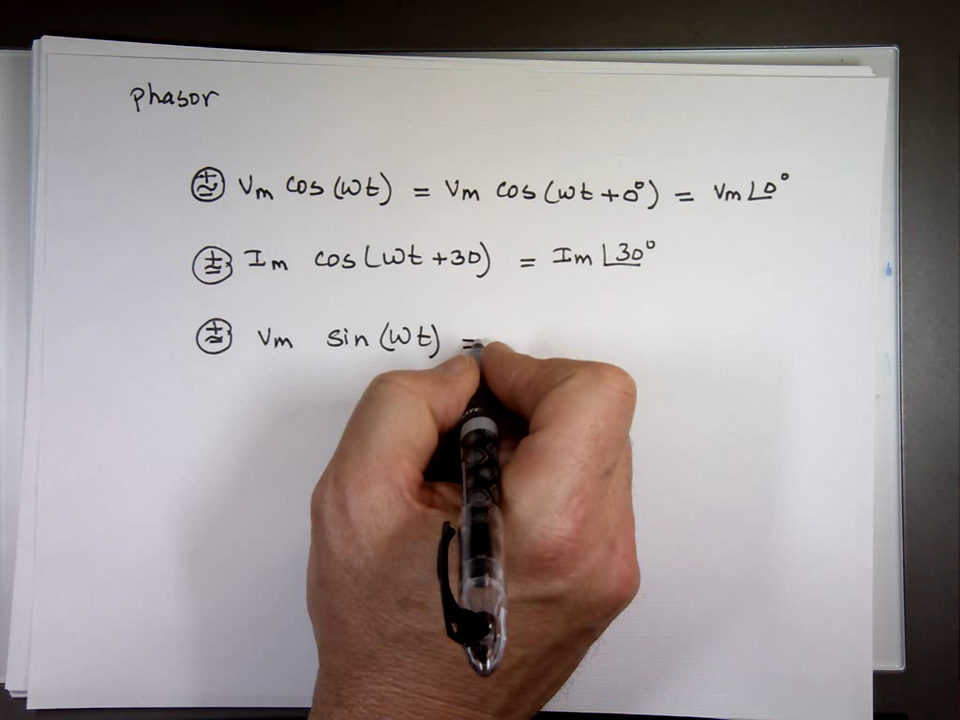 phasor
Vm cos(ωt) = Vm cos(ωt+0°) = Vm∠0°
Im cos(ωt+30) = Im∠30°
Vm sin(ωt) =